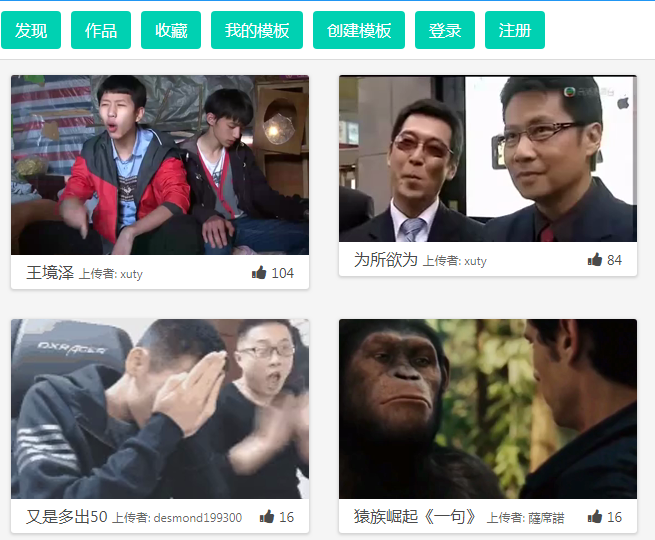 发现 作品 收藏 我的模板 创建模板 登录 注册
王境泽 上传者: xuty 104
为所欲为 上传者: xuty 84
DXRACER
又是多出50 上传者: desmond199300 16
猿族崛起《一句》 上传者: 薩席諾 16